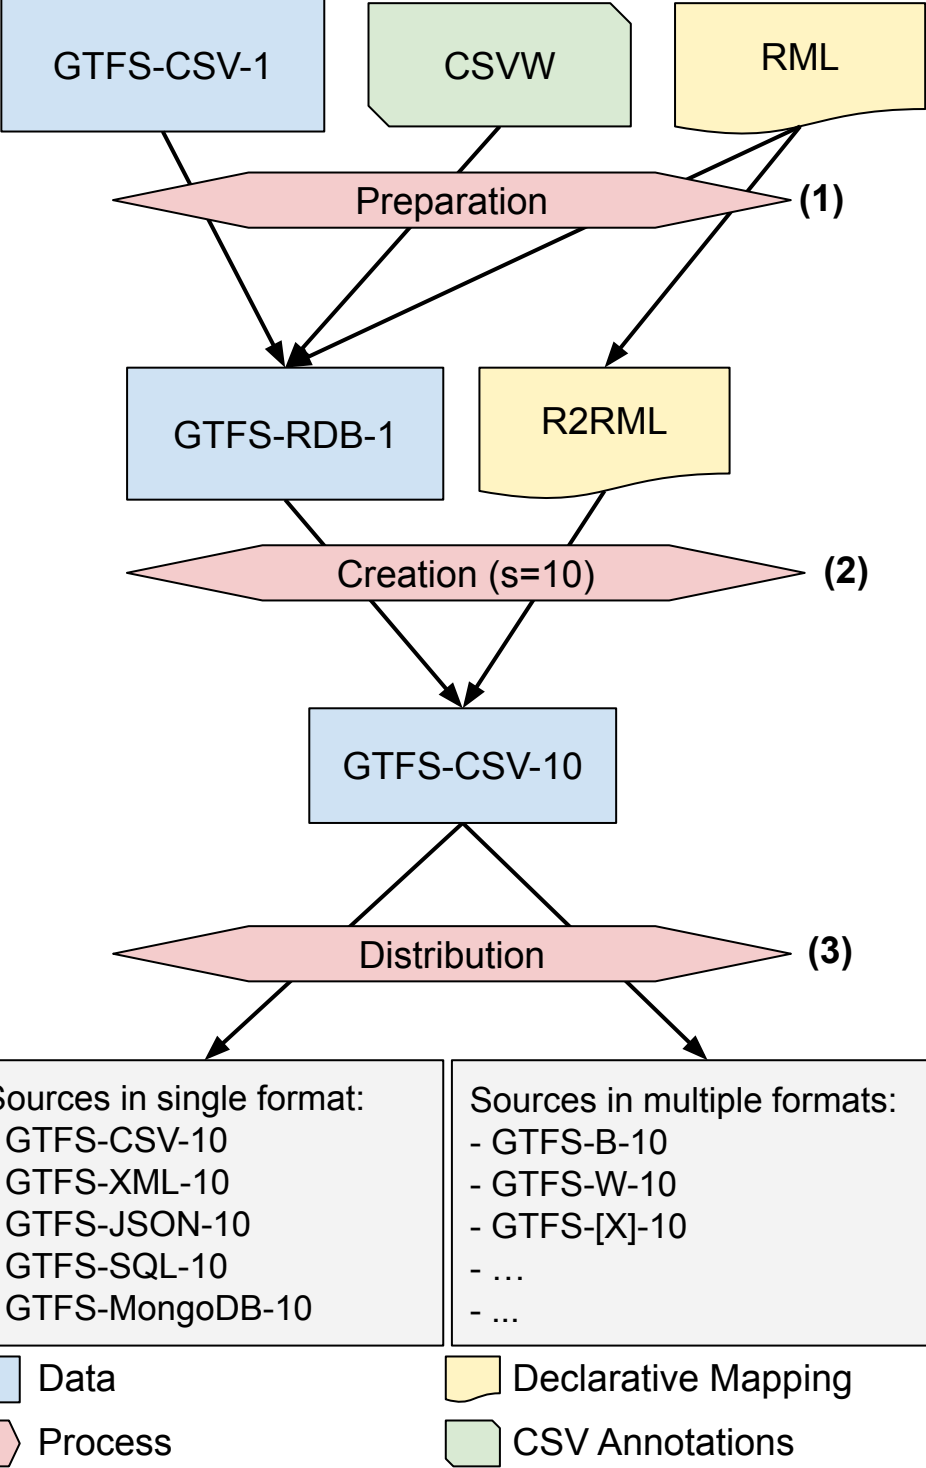 GTFS-CSV-1
CSVW
RML
Preparation
(1)
GTFS-RDB-1
R2RML
Creation (s=10)
(2)
GTFS-CSV-10
Distribution
(3)
Sources in single format:
GTFS-CSV-10
GTFS-XML-10
GTFS-JSON-10
GTFS-SQL-10
GTFS-MongoDB-10
Sources in multiple formats:
- GTFS-B-10
- GTFS-W-10
- GTFS-[X]-10
- …
- ...
Data
Declarative Mapping
Process
CSV Annotations